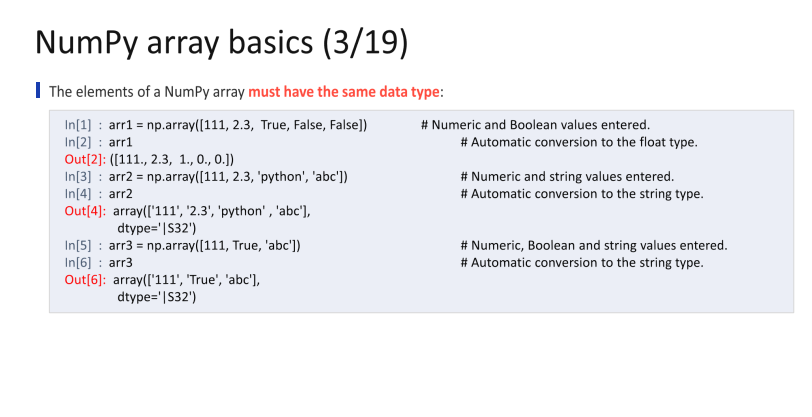 NumPy array basics (3/19)
The elements of a NumPy array must have the same data type:
In[1] : arr1 = np.array([111, 2.3, True, False, False]) # Numeric and Boolean values entered.
In[2] : arr1 # Automatic conversion to the float type.
Out[2]: ([111., 2.3, 1., 0., 0.])
In[3] : arr2 = np.array([111, 2.3, 'python', 'abc']) # Numeric and string values entered.
In[4] : arr2 # Automatic conversion to the string type.
Out[4]: array(['111', '2.3', 'python' , 'abc'],
dtype='|S32')
In[5] : arr3 = np.array([111, True, 'abc']) # Numeric, Boolean and string values entered.
In[6] : arr3 # Automatic conversion to the string type.
Out[6]: array(['111', 'True', 'abc'],
dtype='|S32')